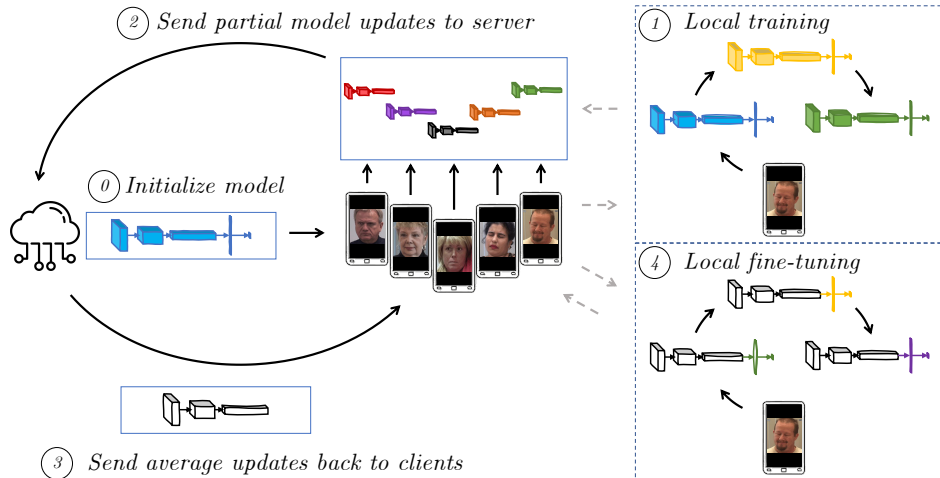 2 Send partial model updates to server
1 Local training
0 Initialize model
4 Local fine-tuning
3 Send average updates back to clients